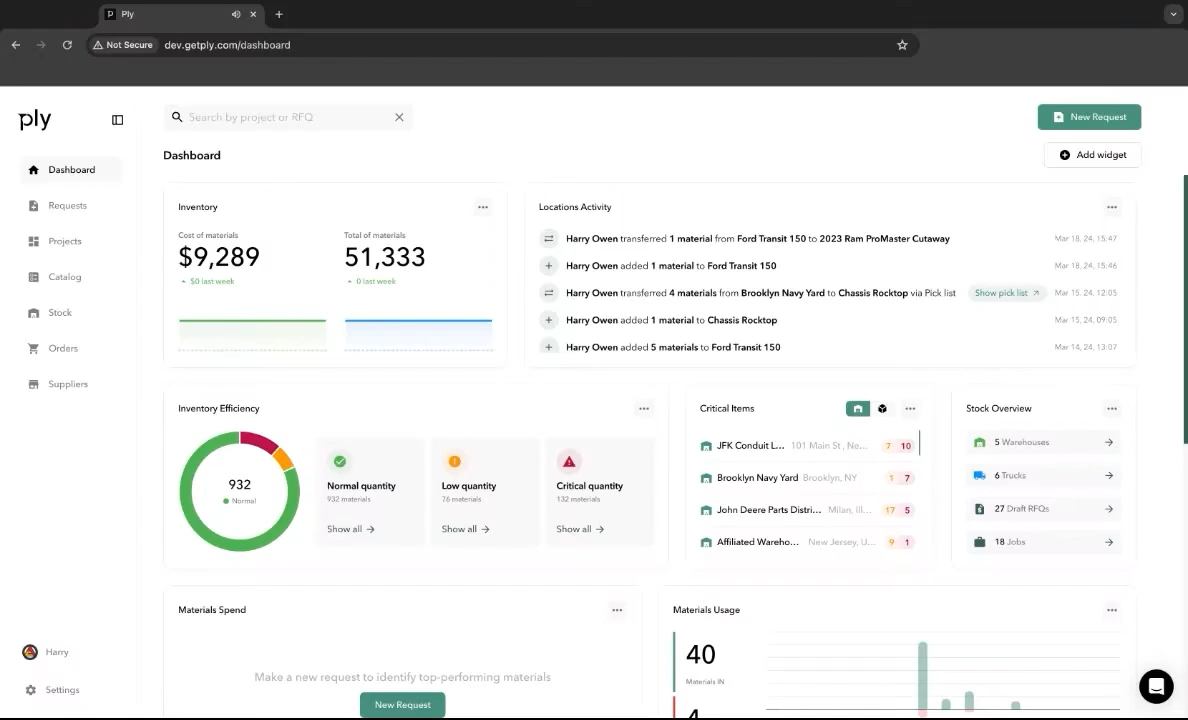 Ply
Not Secure
dev.getply.com/dashboard
ply
Search by project or RFQ
New Request
Dashboard
Add widget
Dashboard
Requests
Projects
Catalog
Stock
Orders
Suppliers
Harry
Settings
Inventory
Cost of materials
$9,289
$0 last week
Total of materials
51,333
0 last week
Locations Activity
Harry Owen transferred 1 material from Ford Transit 150 to 2023 Ram ProMaster Cutaway
Mar 18, 24, 15:47
Harry Owen added 1 material to Ford Transit 150
Mar 18, 24, 15:46
Harry Owen transferred 4 materials from Brooklyn Navy Yard to Chassis Rocktop via Pick list
Show pick list
Mar 15, 24, 12:05
Harry Owen added 1 material to Chassis Rocktop
Mar 15, 24, 09:05
Harry Owen added 5 materials to Ford Transit 150
Mar 14, 24, 13:07
Inventory Efficiency
932
Normal
Normal quantity
932 materials
Show all
Low quantity
76 materials
Show all
Critical quantity
132 materials
Show all
Critical Items
JFK Conduit L... 101 Main St , Ne... 7 10
Brooklyn Navy Yard Brooklyn, NY 1 7
John Deere Parts Distri... Milan, Ill... 17 5
Affiliated Wareho... New Jersey, U... 9 1
Stock Overview
5 Warehouses
6 Trucks
27 Draft RFQs
18 Jobs
Materials Spend
Make a new request to identify top-performing materials
New Request
Materials Usage
40
Materials IN
4